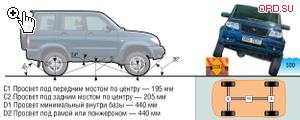 ORD.SU
35°
500
C1 Просвет под передним мостом по центру — 195 мм
C2 Просвет под задним мостом по центру — 205 мм
D1 Просвет минимальный внутри базы — 440 мм
D2 Просвет под рамой или лонжероном — 440 мм